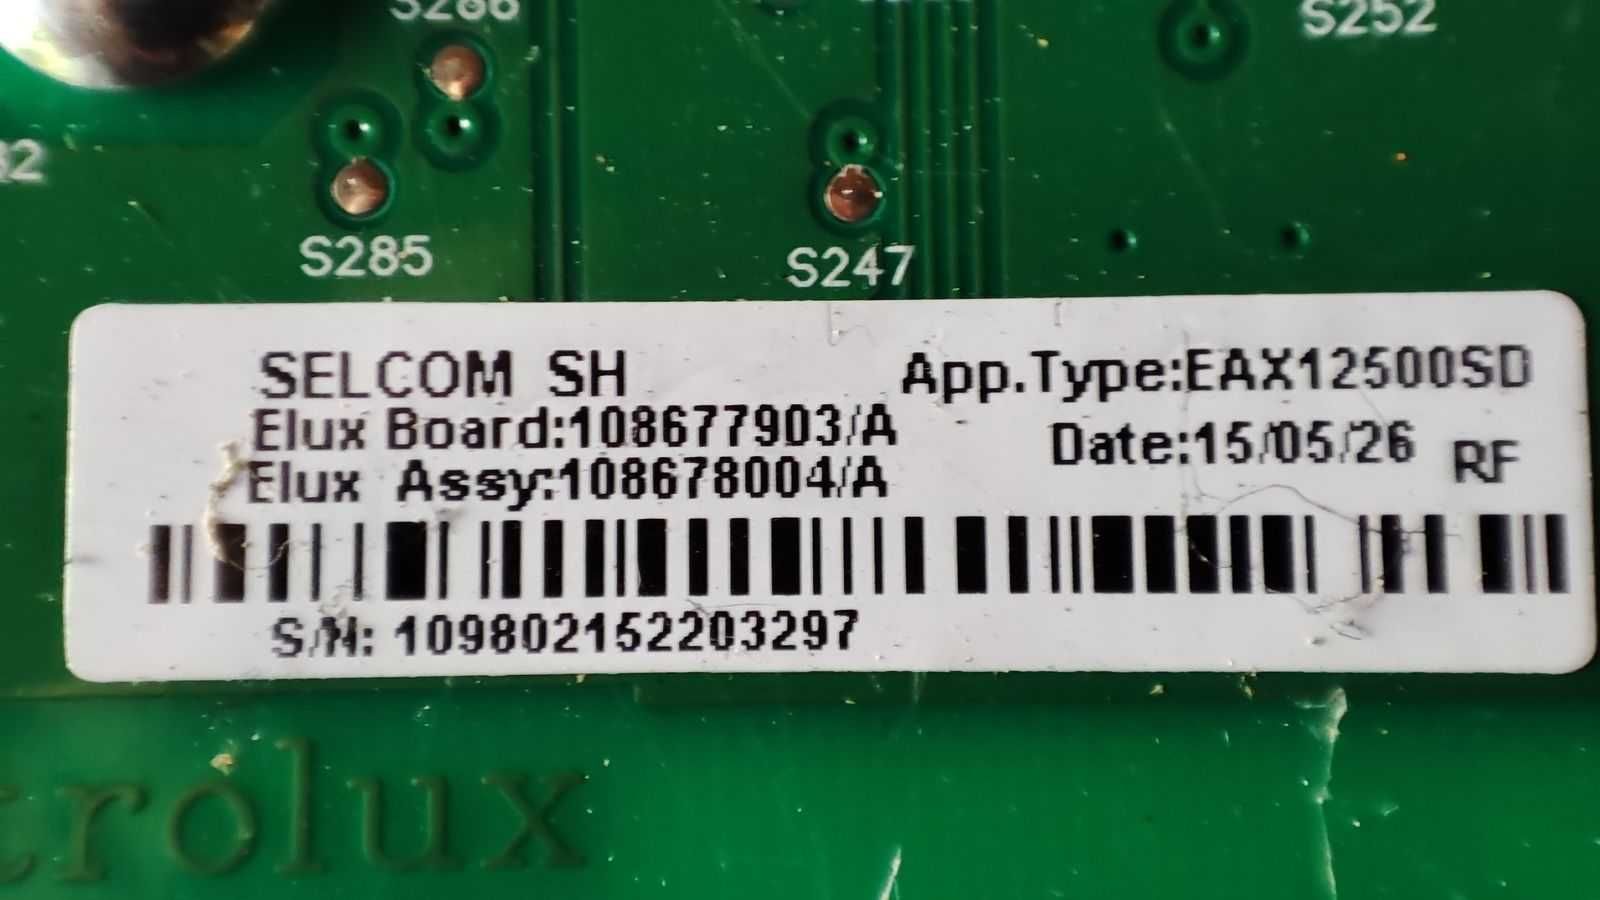 S286
S252
S285
S247
SELCOM SH
App.Type:EAX12500SD
Elux Board:108677903/A
Date:15/05/26 RF
Elux Assy:108678004/A
S/N: 109802152203297
trolux